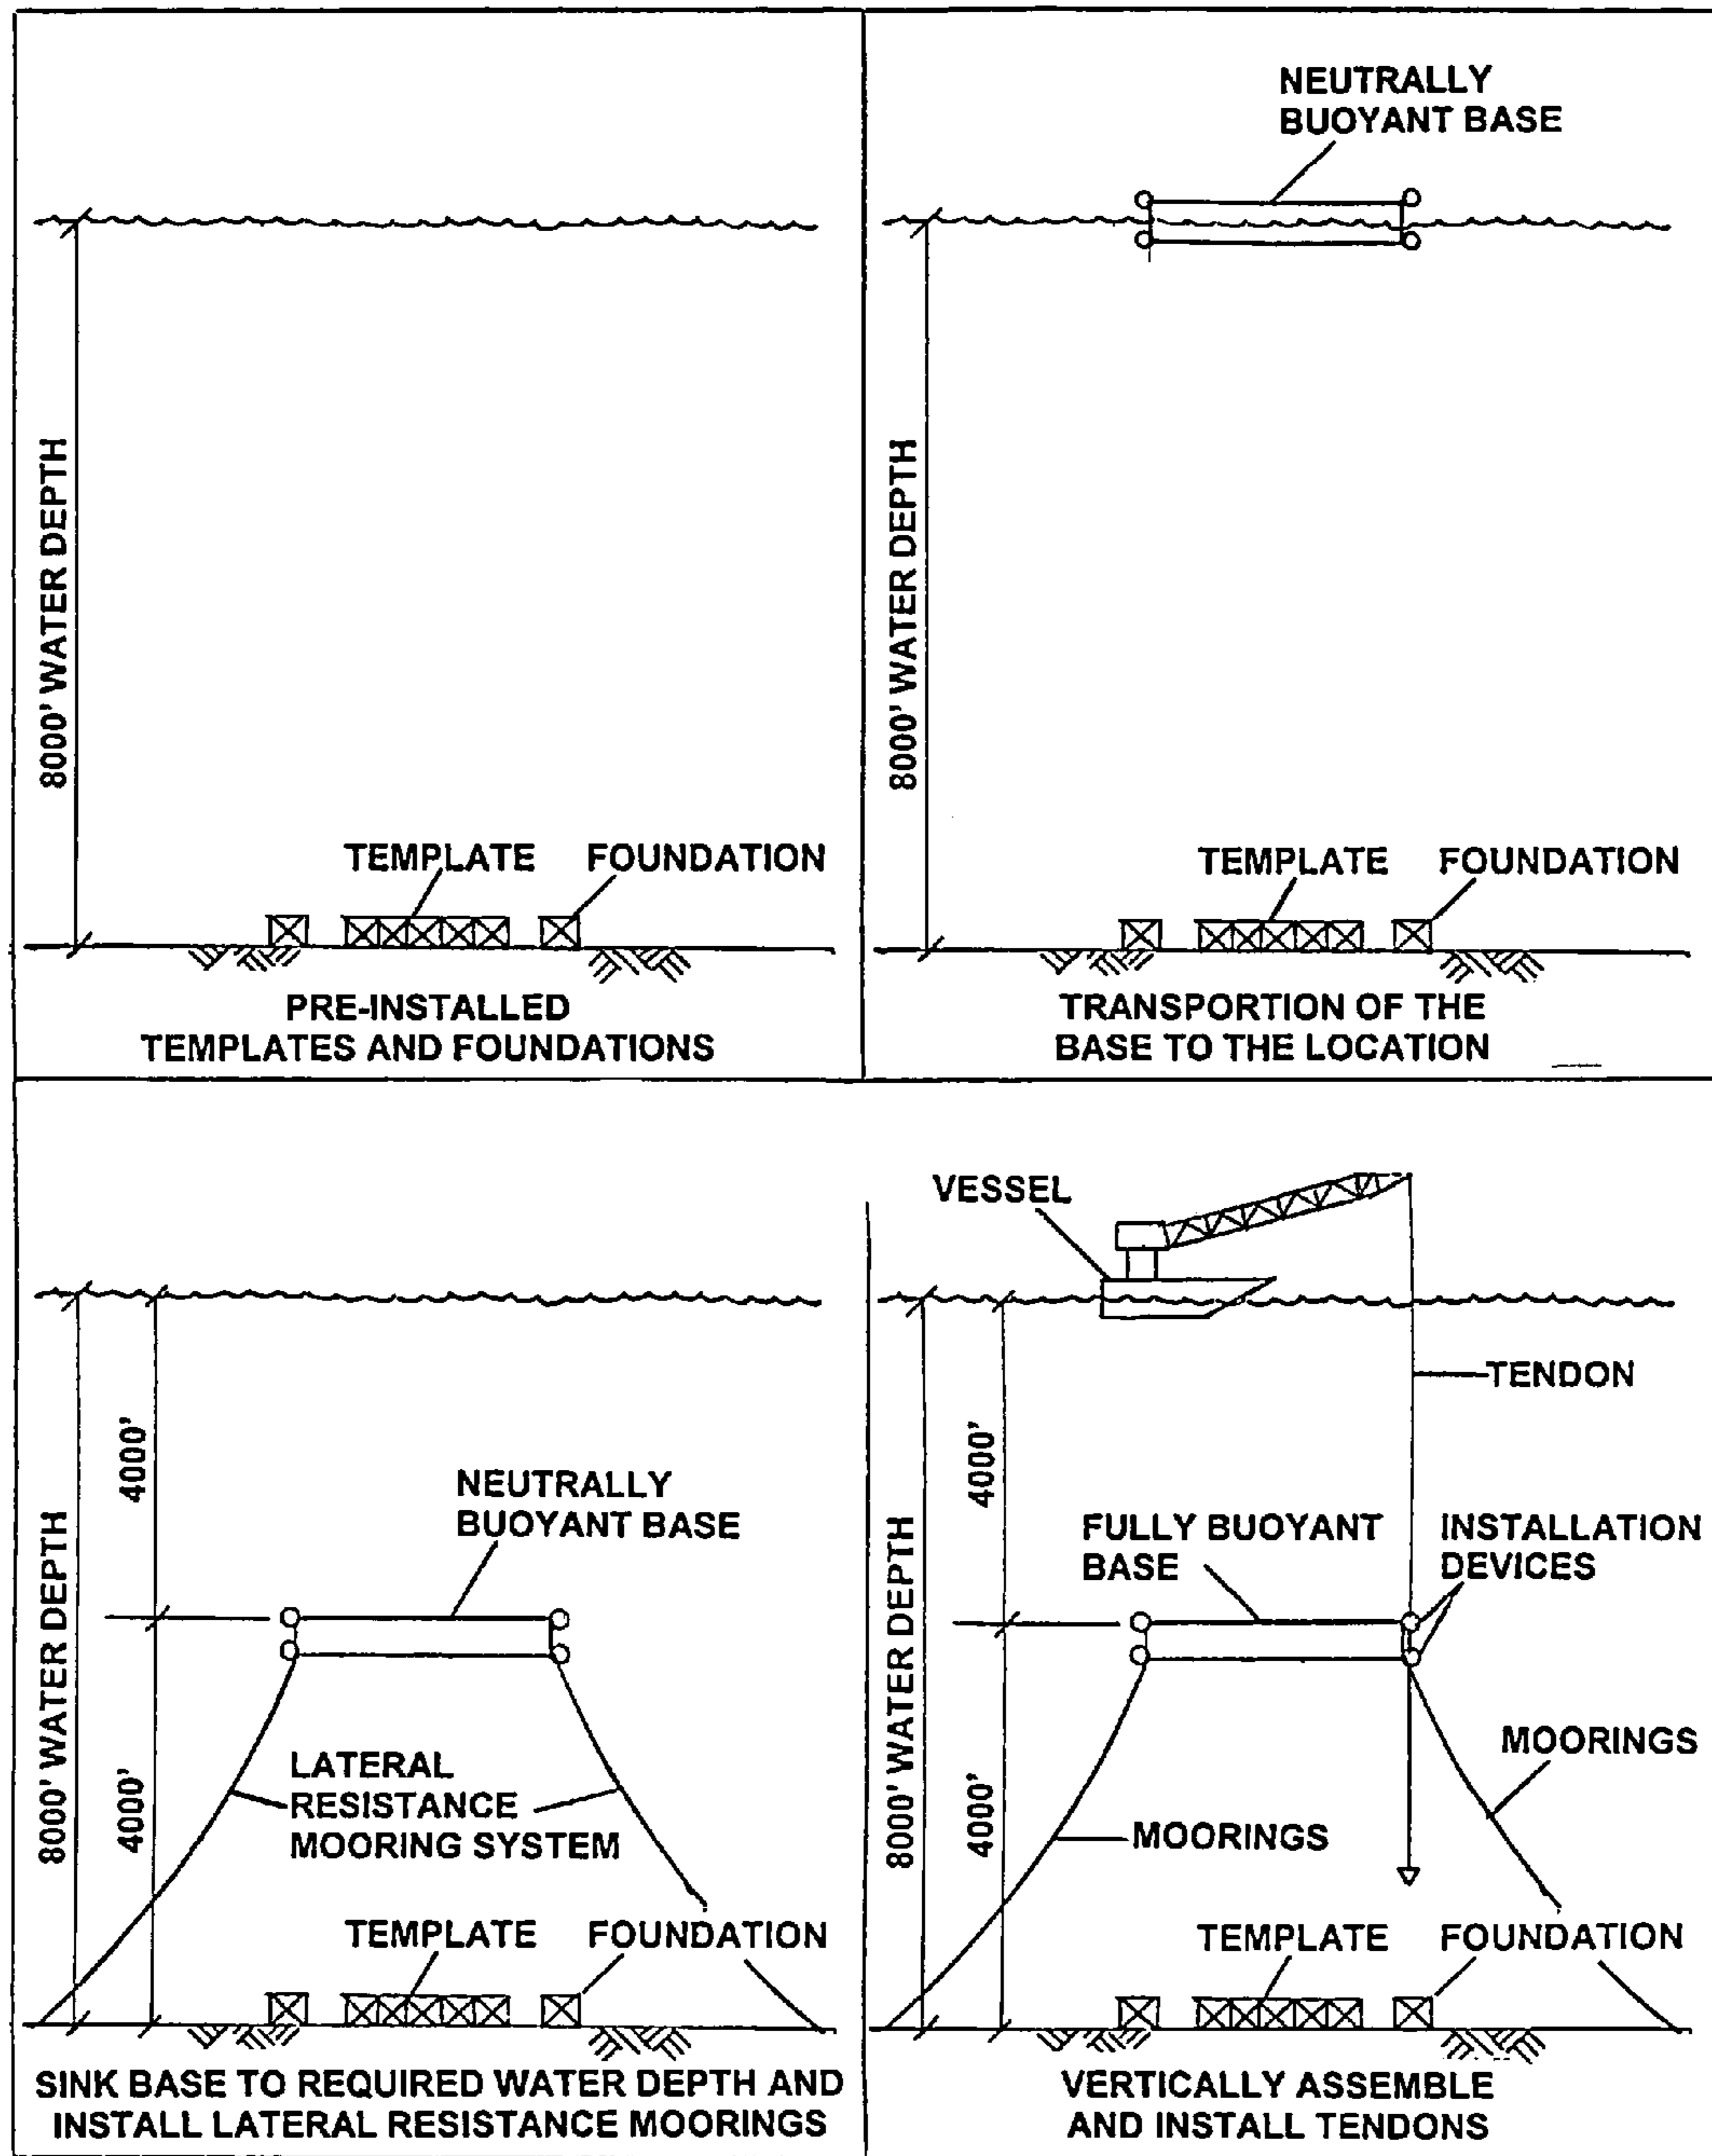 8000' WATER DEPTH
TEMPLATE
FOUNDATION
PRE-INSTALLED
TEMPLATES AND FOUNDATIONS
NEUTRALLY
BUOYANT BASE
8000' WATER DEPTH
TEMPLATE
FOUNDATION
TRANSPORTION OF THE
BASE TO THE LOCATION
8000' WATER DEPTH
4000'
4000'
NEUTRALLY
BUOYANT BASE
LATERAL
RESISTANCE
MOORING SYSTEM
TEMPLATE
FOUNDATION
SINK BASE TO REQUIRED WATER DEPTH AND
INSTALL LATERAL RESISTANCE MOORINGS
VESSEL
TENDON
8000' WATER DEPTH
4000'
4000'
FULLY BUOYANT
BASE
INSTALLATION
DEVICES
MOORINGS
MOORINGS
TEMPLATE
FOUNDATION
VERTICALLY ASSEMBLE
AND INSTALL TENDONS